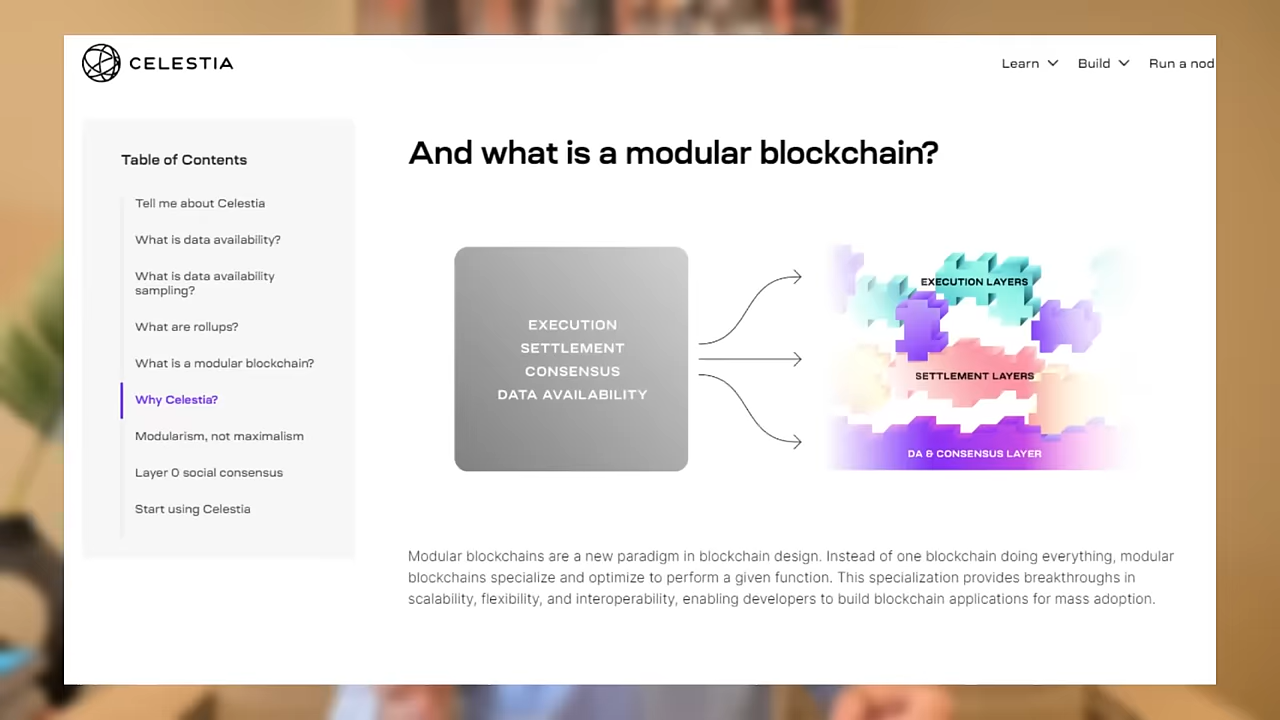 CELESTIA
Learn
Build
Run a nod
Table of Contents
Tell me about Celestia
What is data availability?
What is data availability
sampling?
What are rollups?
What is a modular blockchain?
Why Celestia?
Modularism, not maximalism
Layer 0 social consensus
Start using Celestia
And what is a modular blockchain?
EXECUTION
SETTLEMENT
CONSENSUS
DATA AVAILABILITY
EXECUTION LAYERS
SETTLEMENT LAYERS
DA & CONSENSUS LAYER
Modular blockchains are a new paradigm in blockchain design. Instead of one blockchain doing everything, modular
blockchains specialize and optimize to perform a given function. This specialization provides breakthroughs in
scalability, flexibility, and interoperability, enabling developers to build blockchain applications for mass adoption.